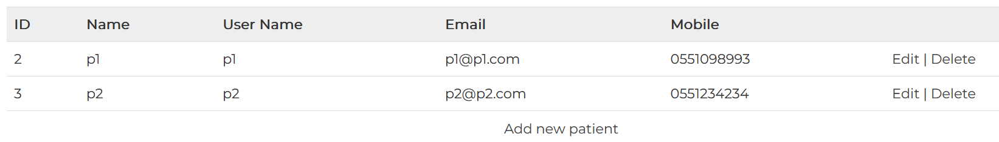 ID Name User Name Email Mobile
2 p1 p1 p1@p1.com 0551098993 Edit | Delete
3 p2 p2 p2@p2.com 0551234234 Edit | Delete
Add new patient